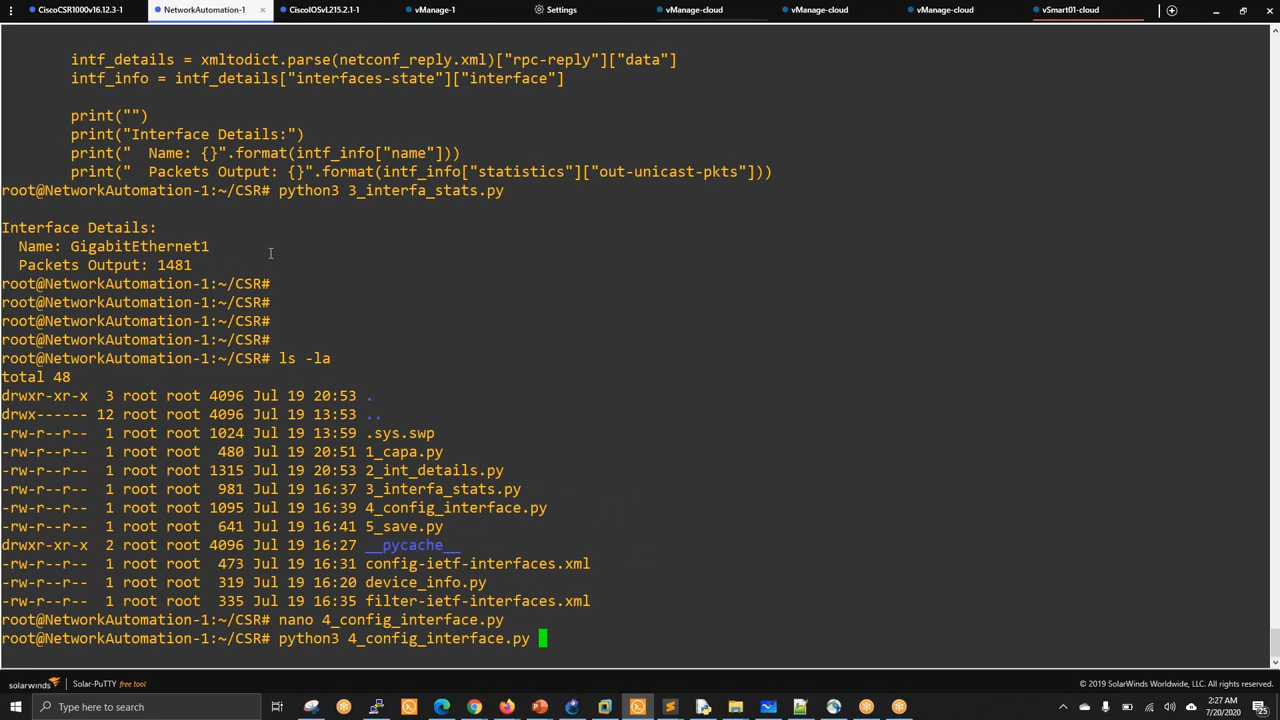 CiscoCSR1000v16.12.3-1
NetworkAutomation-1
CiscoIOSvL215.2.1-1
vManage-1
Settings
vManage-cloud
vManage-cloud
vManage-cloud
vSmart01-cloud
intf_details = xmltodict.parse(netconf_reply.xml)["rpc-reply"]["data"]
intf_info = intf_details["interfaces-state"]["interface"]
print("")
print("Interface Details:")
print("  Name: {}".format(intf_info["name"]))
print("  Packets Output: {}".format(intf_info["statistics"]["out-unicast-pkts"]))
root@NetworkAutomation-1:~/CSR# python3 3_interfa_stats.py
Interface Details:
  Name: GigabitEthernet1
  Packets Output: 1481
root@NetworkAutomation-1:~/CSR#
root@NetworkAutomation-1:~/CSR#
root@NetworkAutomation-1:~/CSR#
root@NetworkAutomation-1:~/CSR#
root@NetworkAutomation-1:~/CSR# ls -la
total 48
drwxr-xr-x  3 root root 4096 Jul 19 20:53 .
drwx------ 12 root root 4096 Jul 19 13:53 ..
-rw-r--r--  1 root root 1024 Jul 19 13:59 .sys.swp
-rw-r--r--  1 root root  480 Jul 19 20:51 1_capa.py
-rw-r--r--  1 root root 1315 Jul 19 20:53 2_int_details.py
-rw-r--r--  1 root root  981 Jul 19 16:37 3_interfa_stats.py
-rw-r--r--  1 root root 1095 Jul 19 16:39 4_config_interface.py
-rw-r--r--  1 root root  641 Jul 19 16:41 5_save.py
drwxr-xr-x  2 root root 4096 Jul 19 16:27 __pycache__
-rw-r--r--  1 root root  473 Jul 19 16:31 config-ietf-interfaces.xml
-rw-r--r--  1 root root  319 Jul 19 16:20 device_info.py
-rw-r--r--  1 root root  335 Jul 19 16:35 filter-ietf-interfaces.xml
root@NetworkAutomation-1:~/CSR# nano 4_config_interface.py
root@NetworkAutomation-1:~/CSR# python3 4_config_interface.py
solarwinds Solar-PuTTY free tool
© 2019 SolarWinds Worldwide, LLC. All rights reserved.
Type here to search
2:27 AM
7/20/2020
25